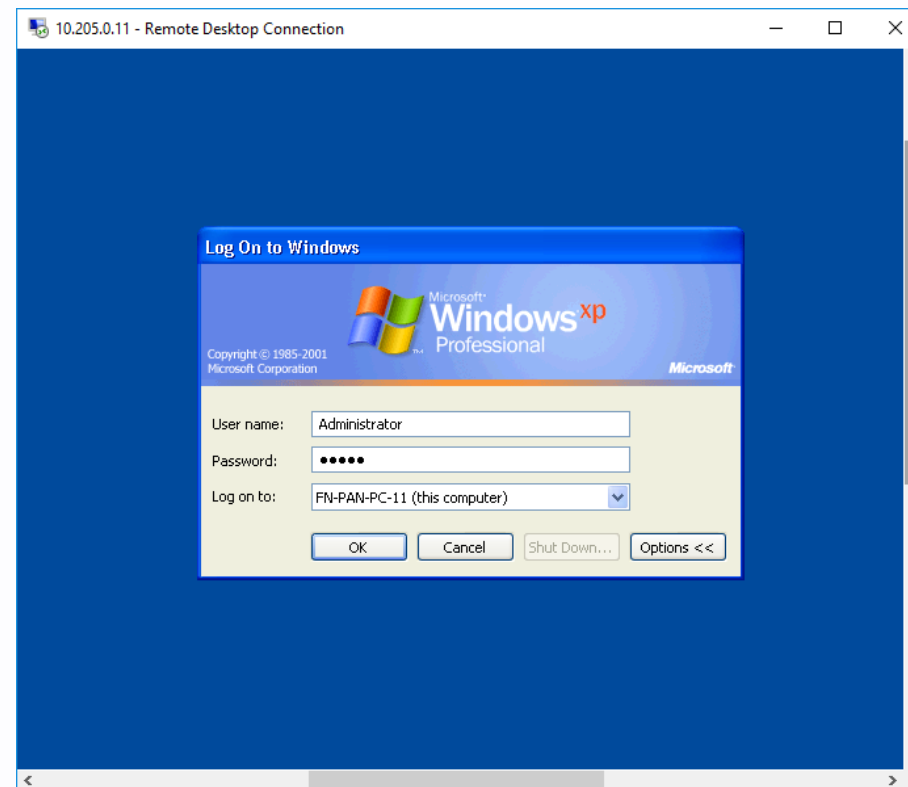 10.205.0.11 - Remote Desktop Connection
Log On to Windows
Microsoft
Windows xp
Professional
Copyright © 1985-2001
Microsoft Corporation
Microsoft
User name: Administrator
Password: •••••
Log on to: FN-PAN-PC-11 (this computer)
OK Cancel Shut Down... Options <<